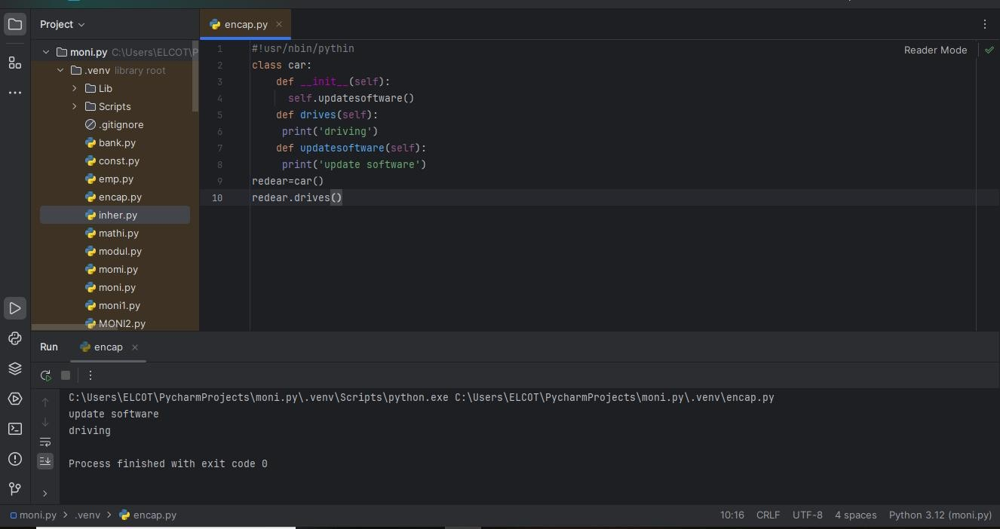 Project
encap.py
moni.py C:\Users\ELCOT\P
.venv library root
Lib
Scripts
.gitignore
bank.py
const.py
emp.py
encap.py
inher.py
mathi.py
modul.py
momi.py
moni.py
moni1.py
MONI2.py
Reader Mode
1 #!usr/nbin/pythin
2 class car:
3 def __init__(self):
4 self.updatesoftware()
5 def drives(self):
6 print('driving')
7 def updatesoftware(self):
8 print('update software')
9 redear=car()
10 redear.drives()
Run encap
C:\Users\ELCOT\PycharmProjects\moni.py\.venv\Scripts\python.exe C:\Users\ELCOT\PycharmProjects\moni.py\.venv\encap.py
update software
driving
Process finished with exit code 0
moni.py > .venv > encap.py
10:16 CRLF UTF-8 4 spaces Python 3.12 (moni.py)